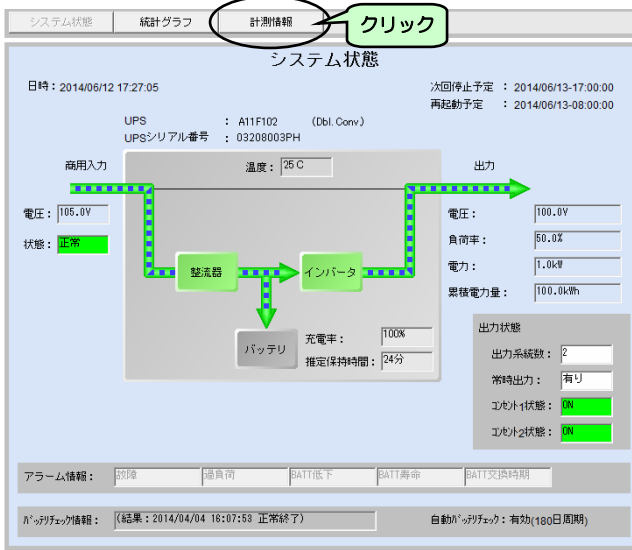 システム状態 統計グラフ 計測情報 クリック
システム状態
日時：2014/06/12 17:27:05
次回停止予定 ： 2014/06/13-17:00:00
再起動予定 ： 2014/06/13-08:00:00
UPS ： A11F102 (Dbl. Conv.)
UPSシリアル番号 ： 03208003PH
商用入力
温度： 25 C
出力
電圧： 105.0V
状態： 正常
電圧： 100.0V
負荷率： 50.0%
電力： 1.0kW
累積電力量： 100.0kWh
整流器
インバータ
バッテリ
充電率： 100%
推定保持時間： 24分
出力状態
出力系統数： 2
常時出力： 有り
ｺﾝｾﾝﾄ1状態： ON
ｺﾝｾﾝﾄ2状態： ON
アラーム情報： 故障 過負荷 BATT低下 BATT寿命 BATT交換時期
ﾊﾞｯﾃﾘﾁｪｯｸ情報： (結果：2014/04/04 16:07:53 正常終了)
自動ﾊﾞｯﾃﾘﾁｪｯｸ：有効(180日周期)